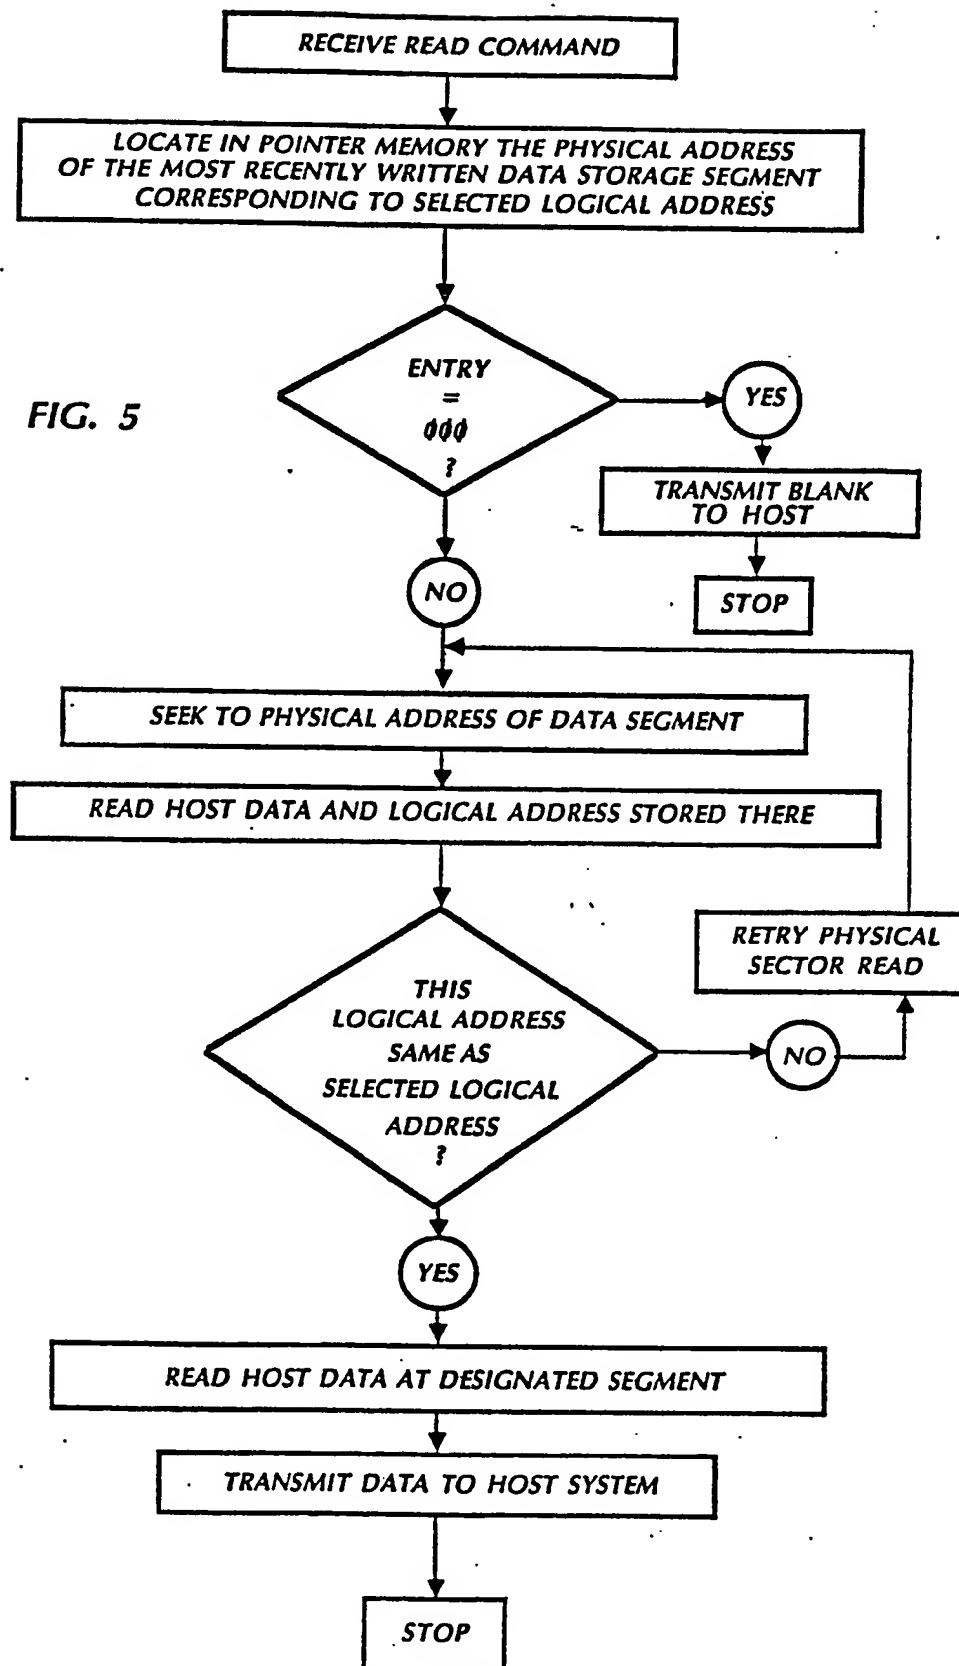 RECEIVE READ COMMAND
LOCATE IN POINTER MEMORY THE PHYSICAL ADDRESS
OF THE MOST RECENTLY WRITTEN DATA STORAGE SEGMENT
CORRESPONDING TO SELECTED LOGICAL ADDRESS
FIG. 5
ENTRY
=
ϕϕϕ
?
YES
TRANSMIT BLANK
TO HOST
STOP
NO
SEEK TO PHYSICAL ADDRESS OF DATA SEGMENT
READ HOST DATA AND LOGICAL ADDRESS STORED THERE
RETRY PHYSICAL
SECTOR READ
THIS
LOGICAL ADDRESS
SAME AS
SELECTED LOGICAL
ADDRESS
?
NO
YES
READ HOST DATA AT DESIGNATED SEGMENT
TRANSMIT DATA TO HOST SYSTEM
STOP